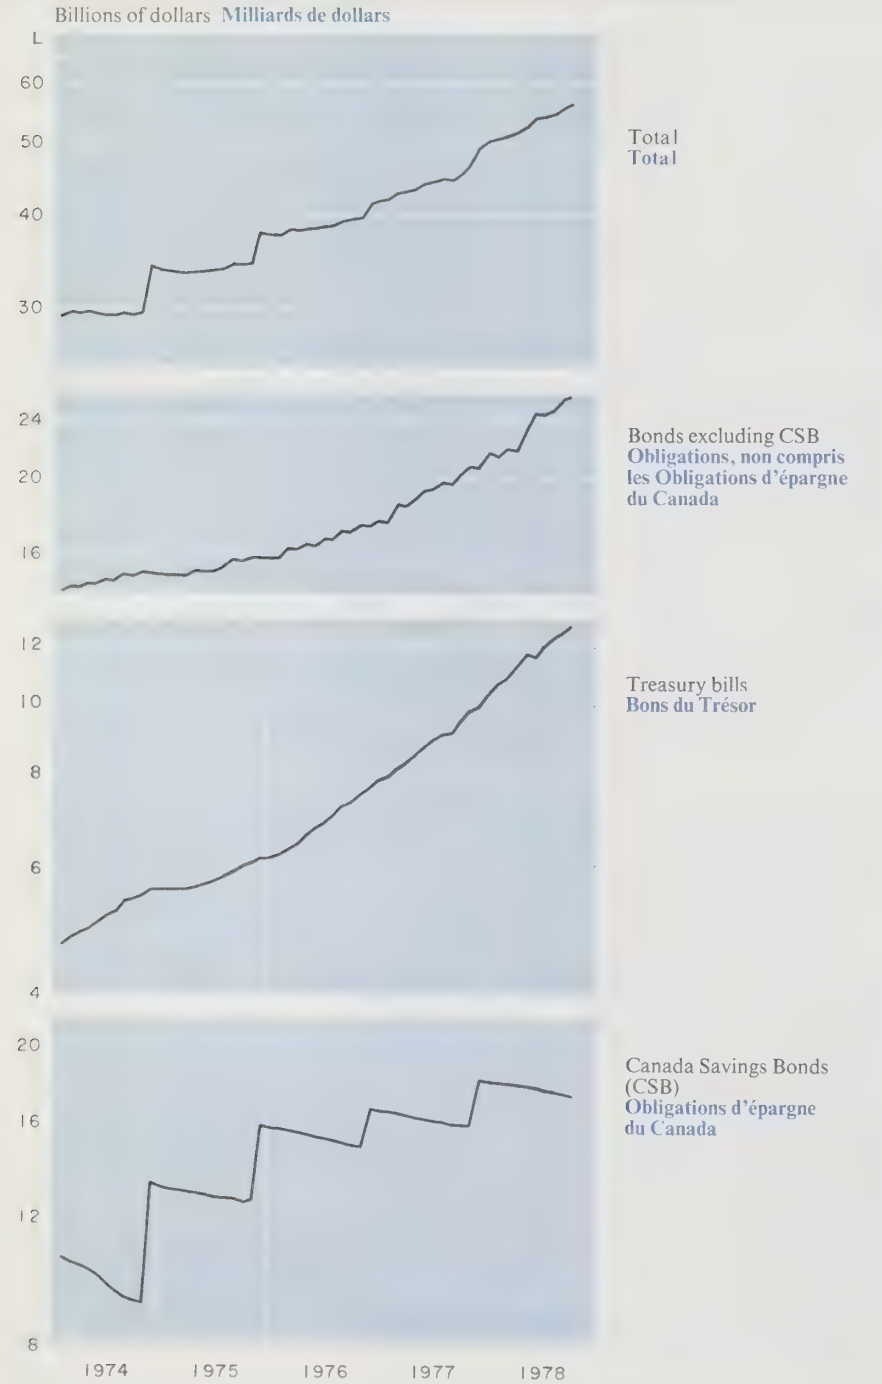 Billions of dollars Milliards de dollars
L
60
50
40
30
Total
Total
24
20
16
Bonds excluding CSB
Obligations, non compris
les Obligations d'épargne
du Canada
12
10
8
6
4
Treasury bills
Bons du Trésor
20
16
12
8
Canada Savings Bonds
(CSB)
Obligations d'épargne
du Canada
1974 1975 1976 1977 1978